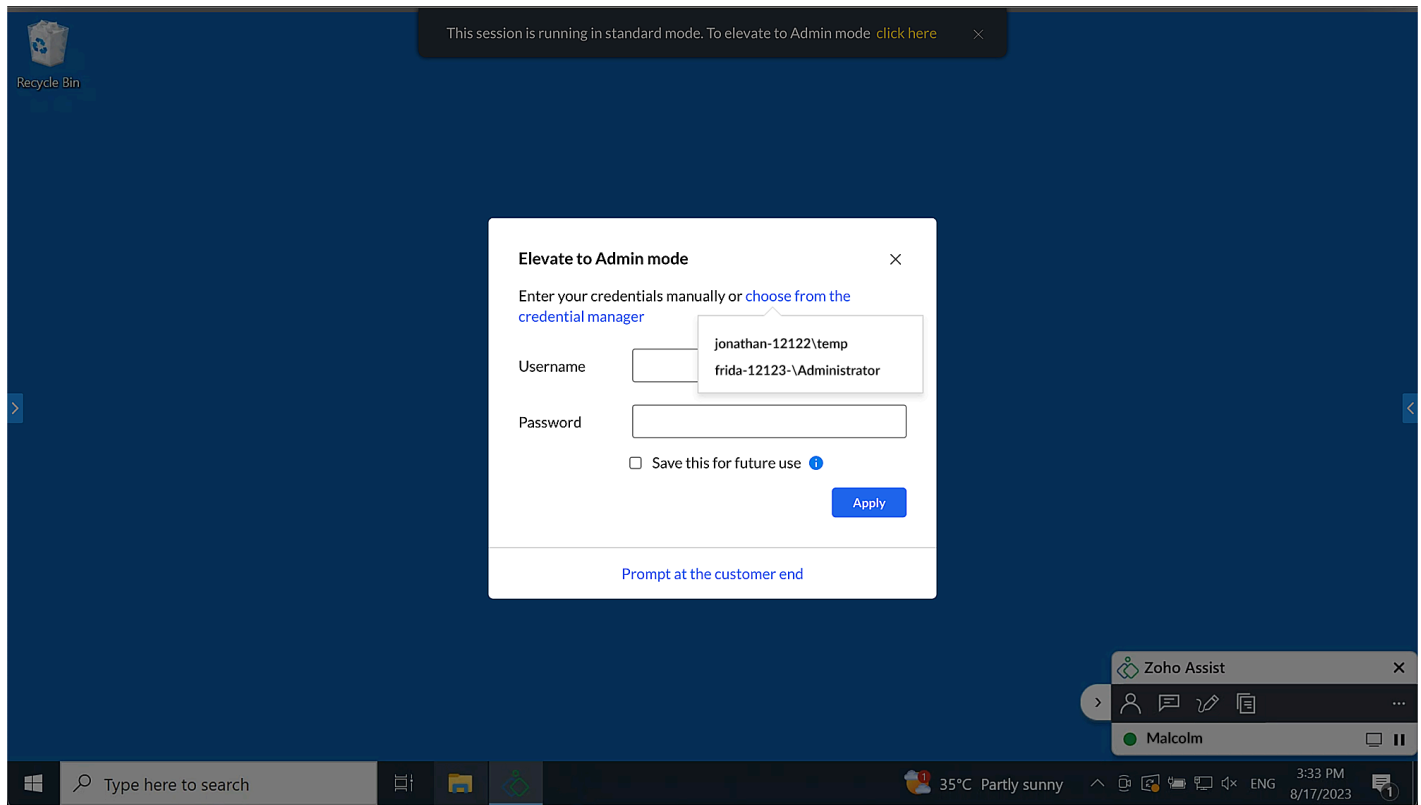 This session is running in standard mode. To elevate to Admin mode click here
Recycle Bin
Elevate to Admin mode
Enter your credentials manually or choose from the
credential manager
jonathan-12122\temp
frida-12123-\Administrator
Username
Password
Save this for future use
Apply
Prompt at the customer end
Zoho Assist
Malcolm
Type here to search
1
35°C Partly sunny
ENG
3:33 PM
8/17/2023
1